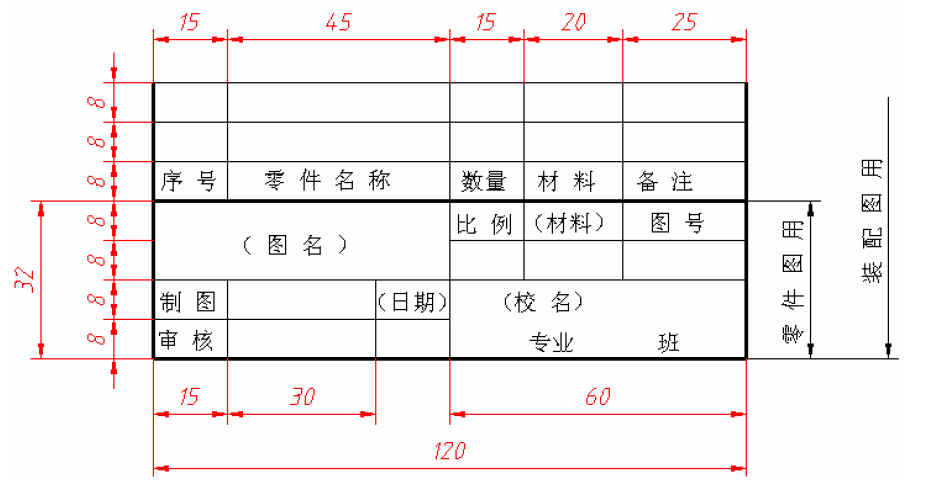 15 45 15 20 25
8
8
8 序号 零件名称 数量 材料 备注
8 (图名) 比例 (材料) 图号
8
32
8 制图 (日期) (校名)
8 审核 专业 班
零件图用
装配图用
15 30 60
120